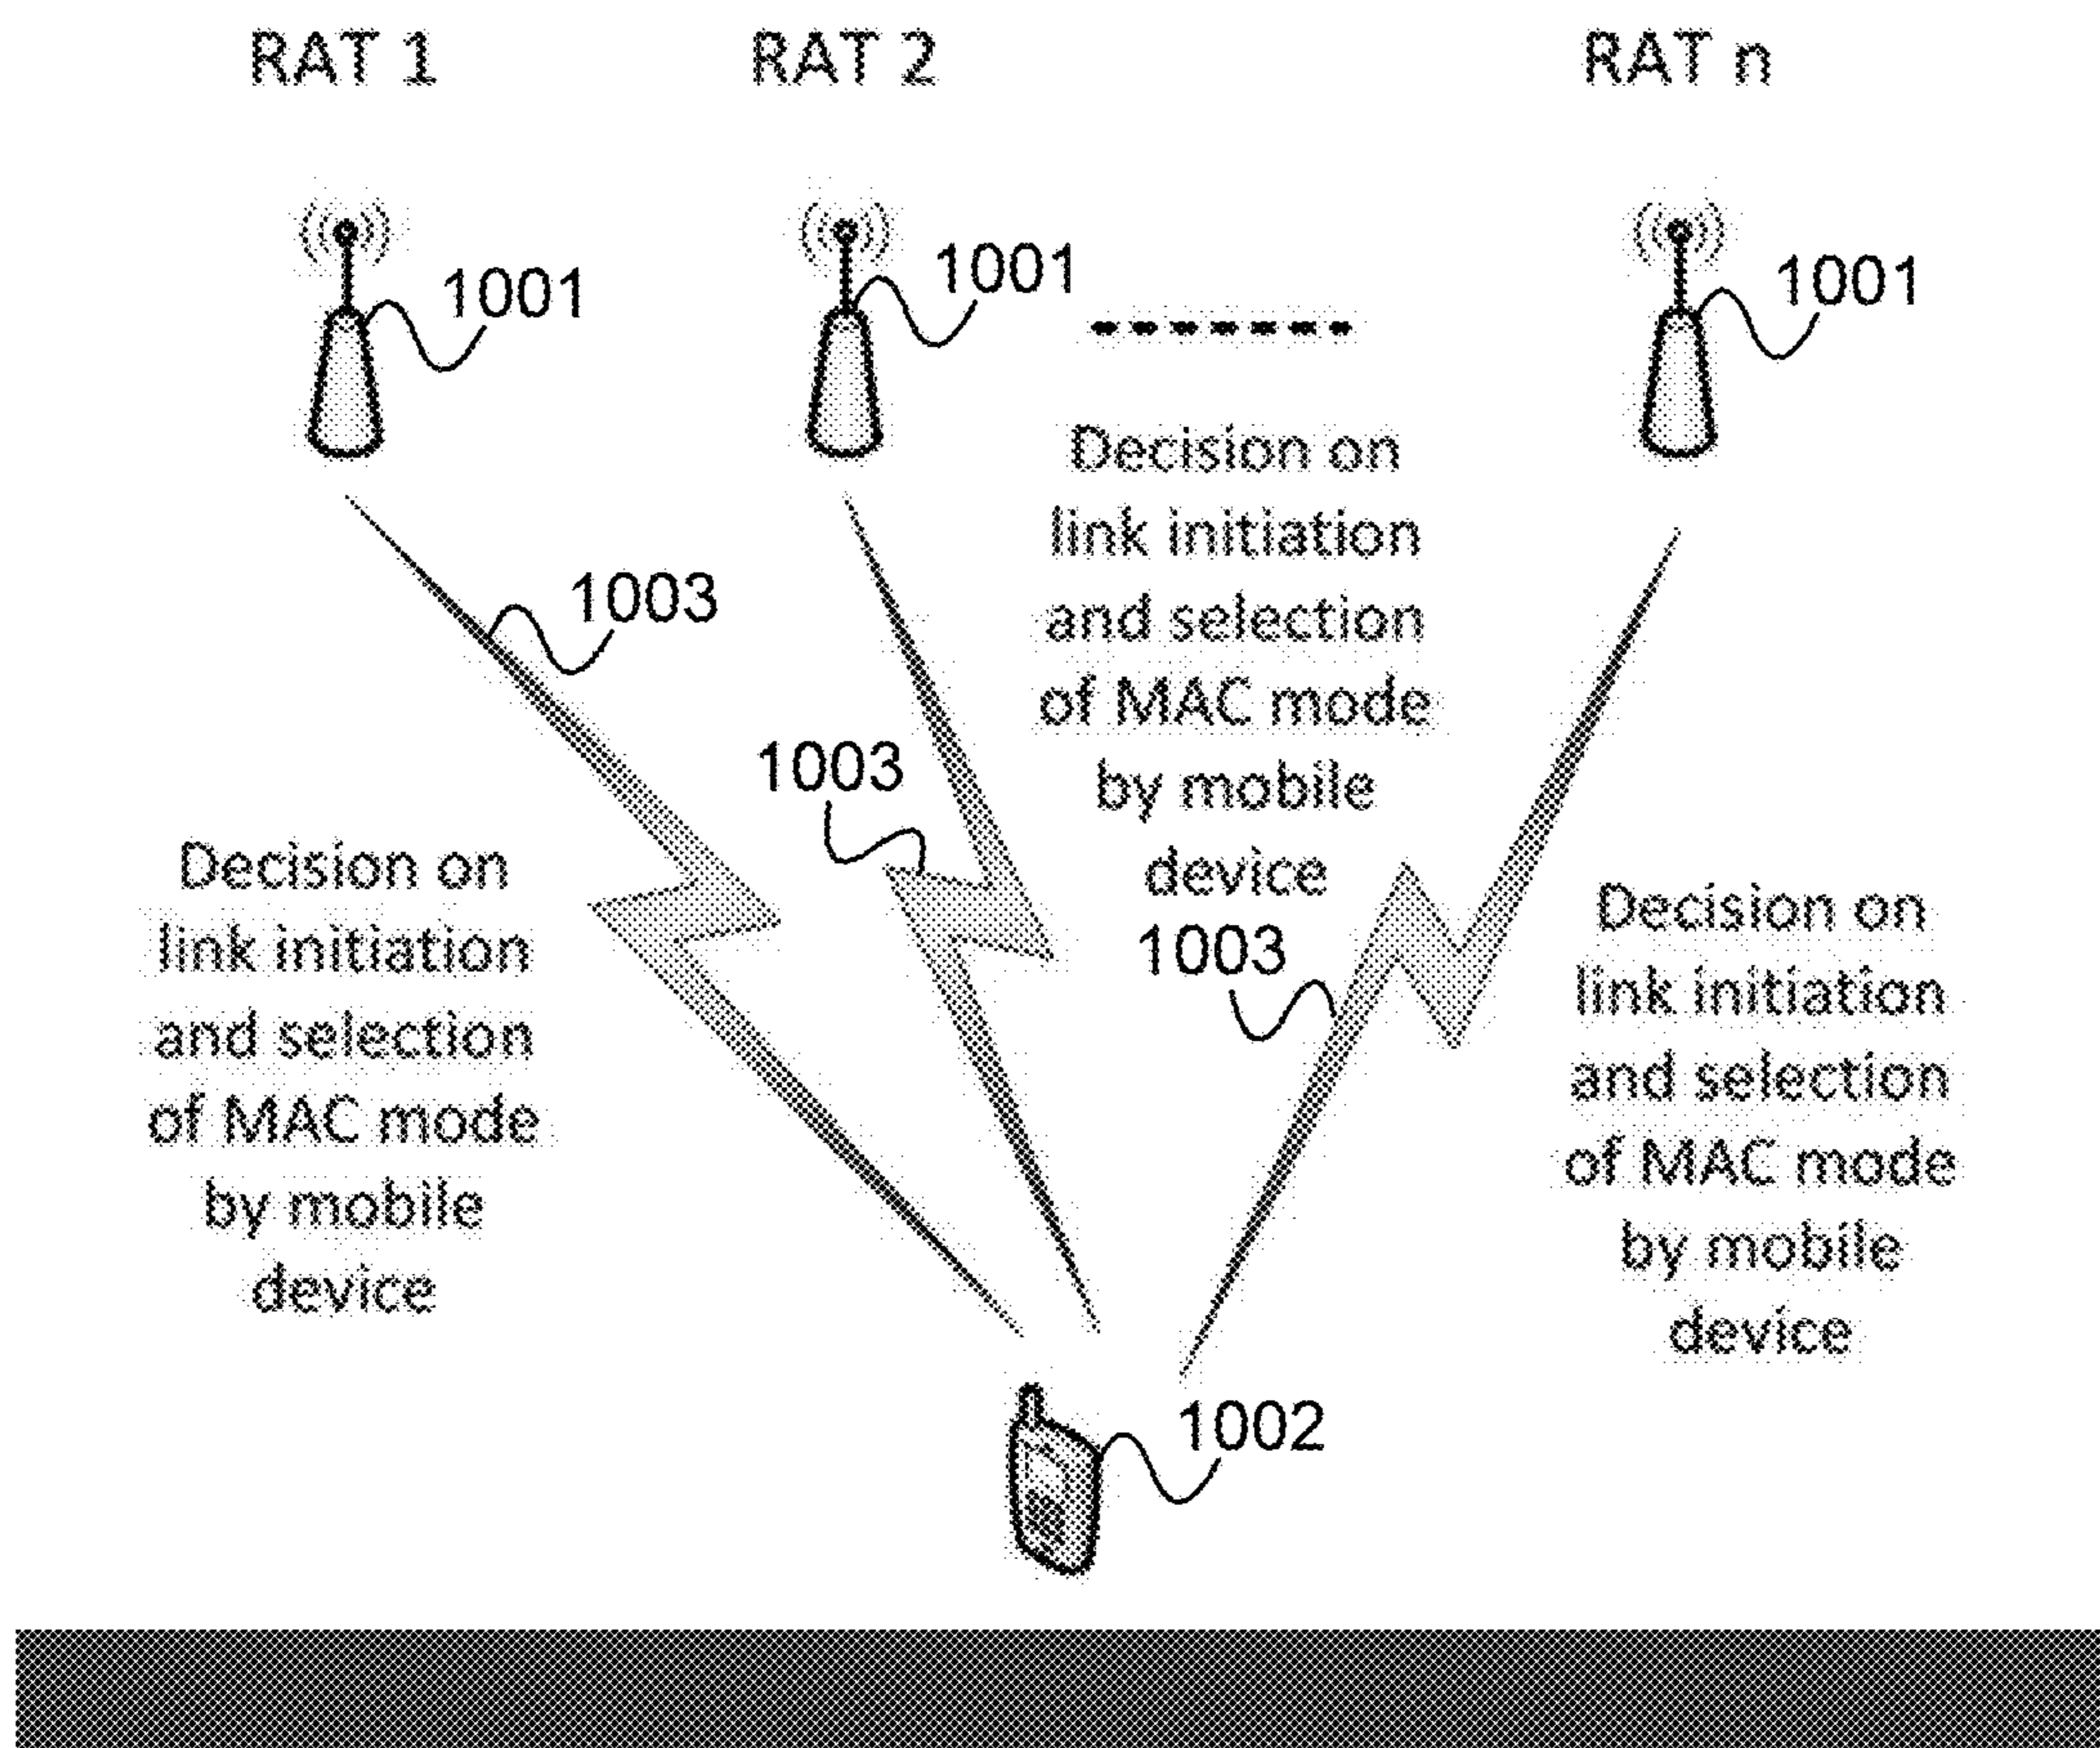 RAT 1
RAT 2
RAT n
1001
1001
1001
1003
1003
Decision on
link initiation
and selection
of MAC mode
by mobile
device
1003
Decision on
link initiation
and selection
of MAC mode
by mobile
device
Decision on
link initiation
and selection
of MAC mode
by mobile
device
1002